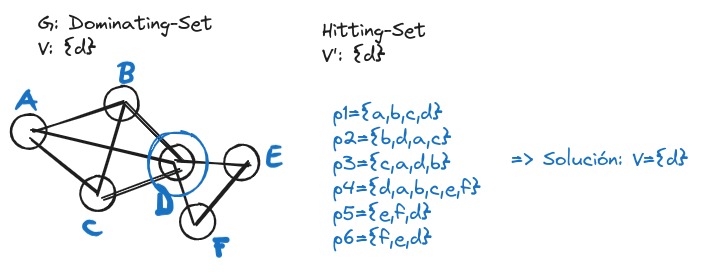 G: Dominating-Set
V: {d}
B
A
E
D
C
F
Hitting-Set
V': {d}
p1={a,b,c,d}
p2={b,d,a,c}
p3={c,a,d,b}
p4={d,a,b,c,e,f}
p5={e,f,d}
p6={f,e,d}
=> Solución: V={d}